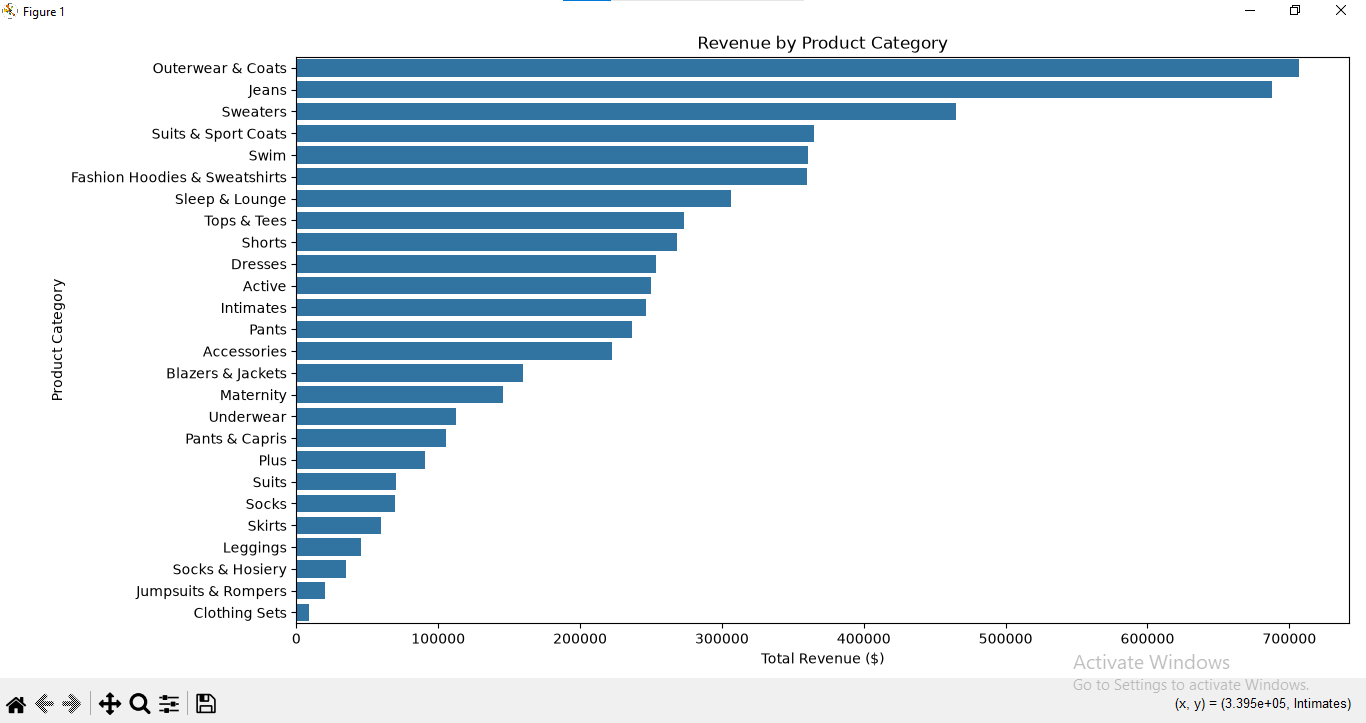 Figure 1
Revenue by Product Category
Outerwear & Coats
Jeans
Sweaters
Suits & Sport Coats
Swim
Fashion Hoodies & Sweatshirts
Sleep & Lounge
Tops & Tees
Shorts
Dresses
Active
Intimates
Pants
Accessories
Blazers & Jackets
Maternity
Underwear
Pants & Capris
Plus
Suits
Socks
Skirts
Leggings
Socks & Hosiery
Jumpsuits & Rompers
Clothing Sets
Product Category
0 100000 200000 300000 400000 500000 600000 700000
Total Revenue ($)
Activate Windows
Go to Settings to activate Windows.
(x, y) = (3.395e+05, Intimates)